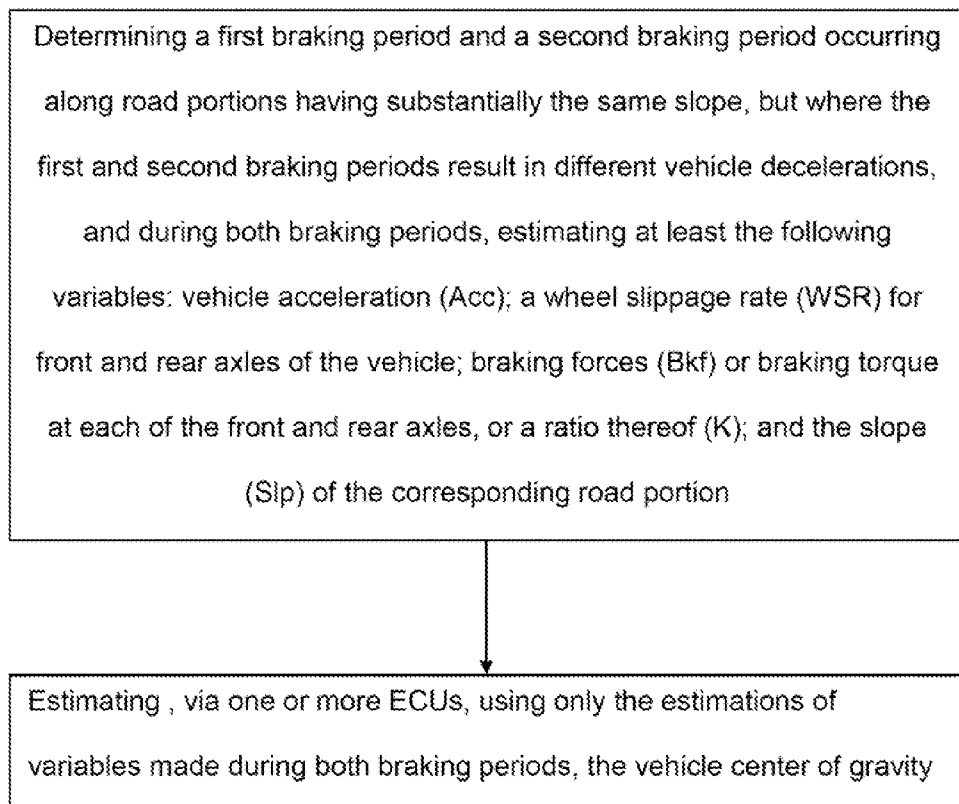 Determining a first braking period and a second braking period occurring
along road portions having substantially the same slope, but where the
first and second braking periods result in different vehicle decelerations,
and during both braking periods, estimating at least the following
variables: vehicle acceleration (Acc); a wheel slippage rate (WSR) for
front and rear axles of the vehicle; braking forces (Bkf) or braking torque
at each of the front and rear axles, or a ratio thereof (K); and the slope
(Slp) of the corresponding road portion
Estimating , via one or more ECUs, using only the estimations of
variables made during both braking periods, the vehicle center of gravity